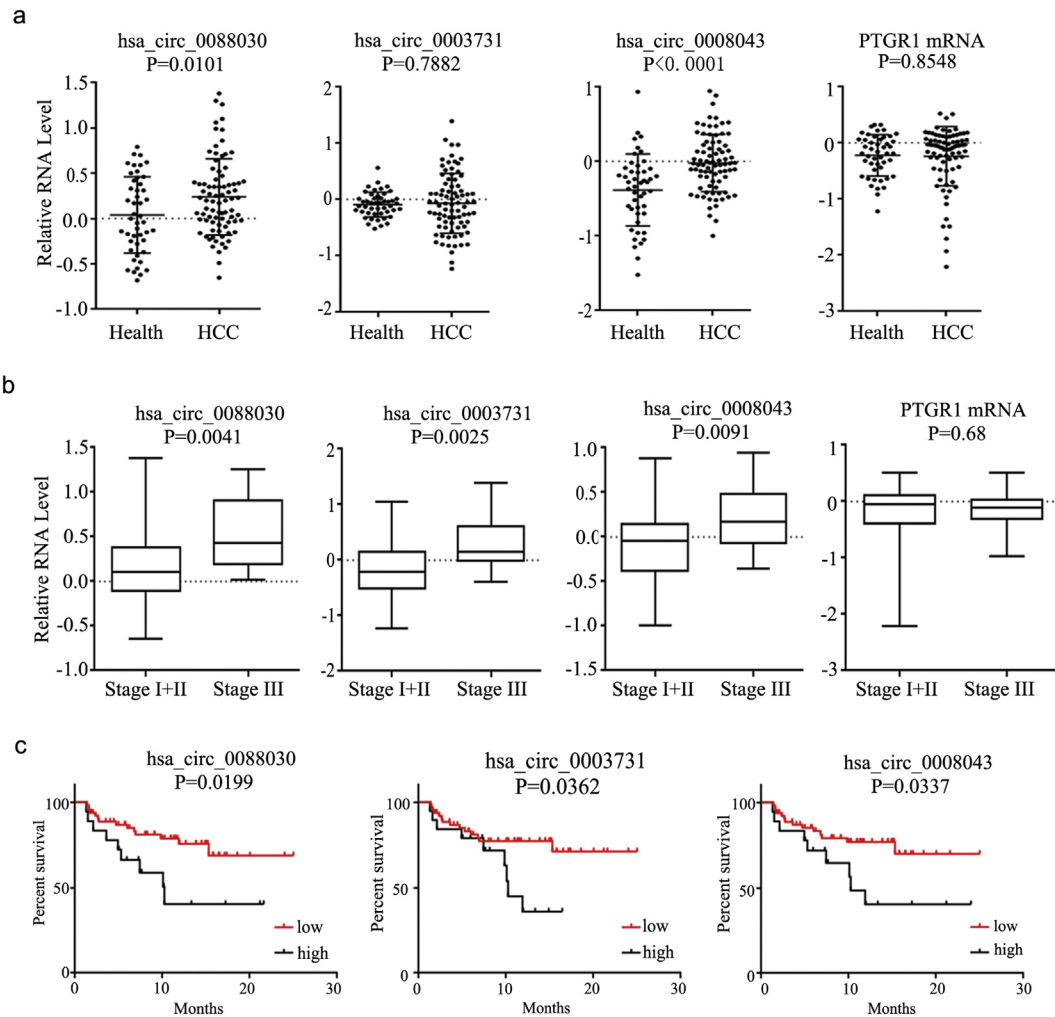 a
hsa_circ_0088030
P=0.0101
hsa_circ_0003731
P=0.7882
hsa_circ_0008043
P<0.0001
PTGR1 mRNA
P=0.8548
Relative RNA Level
1.5
1.0
0.5
0.0
-0.5
-1.0
Health
HCC
2
1
0
-1
-2
Health
HCC
1
0
-1
-2
Health
HCC
1
0
-1
-2
-3
Health
HCC
b
hsa_circ_0088030
P=0.0041
hsa_circ_0003731
P=0.0025
hsa_circ_0008043
P=0.0091
PTGR1 mRNA
P=0.68
Relative RNA Level
1.5
1.0
0.5
0.0
-0.5
-1.0
Stage I+II
Stage III
2
1
0
-1
-2
Stage I+II
Stage III
1.0
0.5
0.0
-0.5
-1.0
-1.5
Stage I+II
Stage III
1
0
-1
-2
-3
Stage I+II
Stage III
c
hsa_circ_0088030
P=0.0199
Percent survival
100
50
0
low
high
0 10 20 30
Months
hsa_circ_0003731
P=0.0362
Percent survival
100
50
0
low
high
0 10 20 30
Months
hsa_circ_0008043
P=0.0337
Percent survival
100
50
0
low
high
0 10 20 30
Months